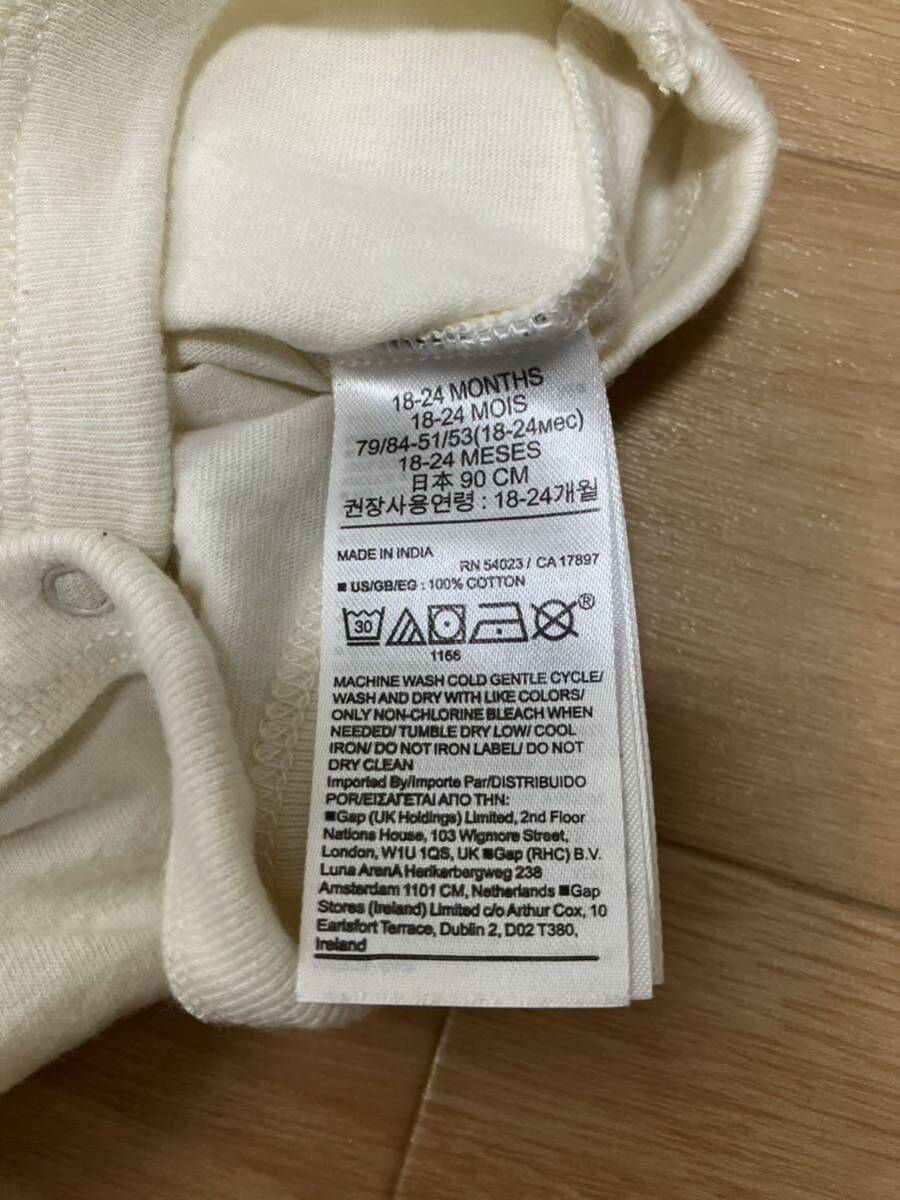 18-24 MONTHS
18-24 MOIS
79/84-51/53(18-24мес)
18-24 MESES
日本 90 CM
권장사용연령 : 18-24개월
MADE IN INDIA
RN 54023 / CA 17897
■ US/GB/EG : 100% COTTON
30
®
1166
MACHINE WASH COLD GENTLE CYCLE/
WASH AND DRY WITH LIKE COLORS/
ONLY NON-CHLORINE BLEACH WHEN
NEEDED/ TUMBLE DRY LOW/ COOL
IRON/ DO NOT IRON LABEL/ DO NOT
DRY CLEAN
Imported By/Importe Par/DISTRIBUIDO
POR/ΕΙΣΑΓΕΤΑΙ ΑΠΟ ΤΗΝ:
■Gap (UK Holdings) Limited, 2nd Floor
Nations House, 103 Wigmore Street,
London, W1U 1QS, UK ■Gap (RHC) B.V.
Luna ArenA Herikerbergweg 238
Amsterdam 1101 CM, Netherlands ■Gap
Stores (Ireland) Limited c/o Arthur Cox, 10
Earlsfort Terrace, Dublin 2, D02 T380,
Ireland